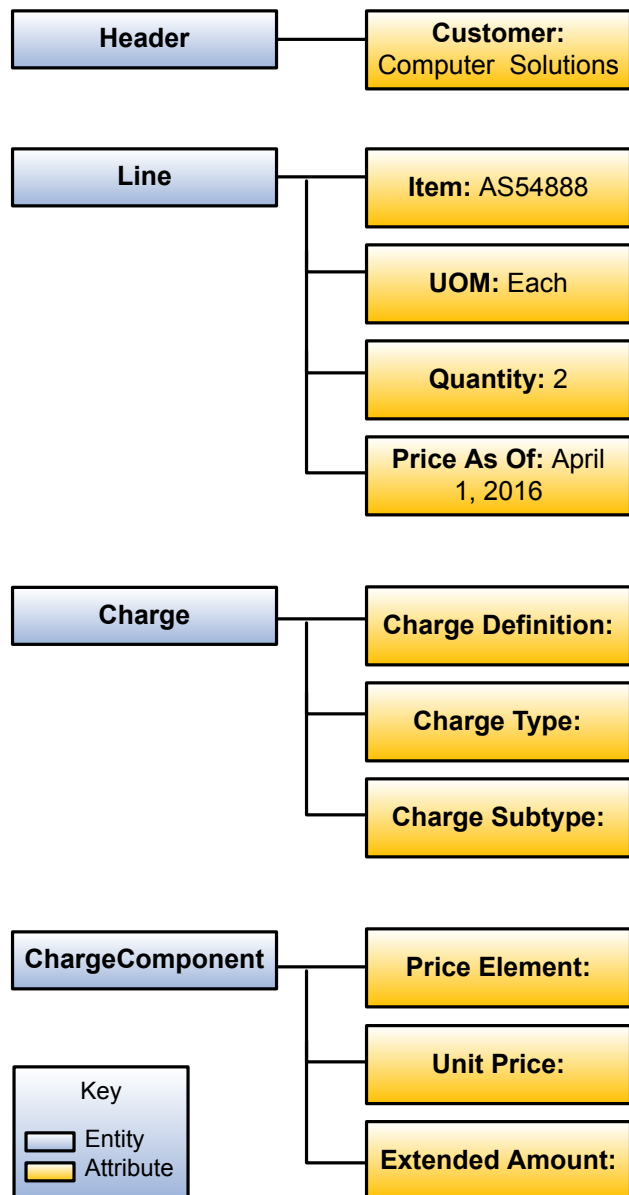 Header
Customer:
Computer Solutions
Line
Item: AS54888
UOM: Each
Quantity: 2
Price As Of: April
1, 2016
Charge
Charge Definition:
Charge Type:
Charge Subtype:
ChargeComponent
Price Element:
Unit Price:
Extended Amount:
Key
Entity
Attribute